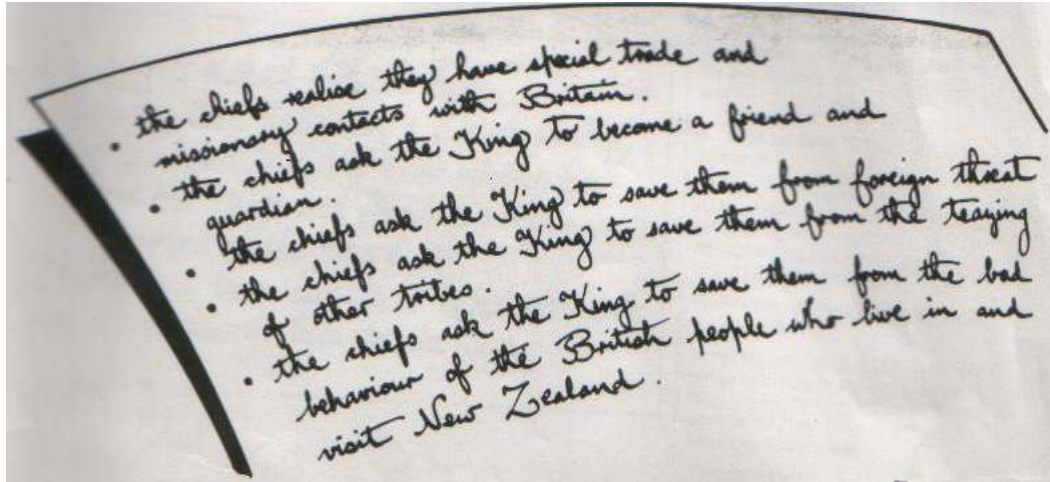 • the chiefs realise they have special trade and
missionary contacts with Britain.
• the chiefs ask the King to become a friend and
guardian.
• the chiefs ask the King to save them from foreign threat
• the chiefs ask the King to save them from the teazing
of other tribes.
• the chiefs ask the King to save them from the bad
behaviour of the British people who live in and
visit New Zealand.